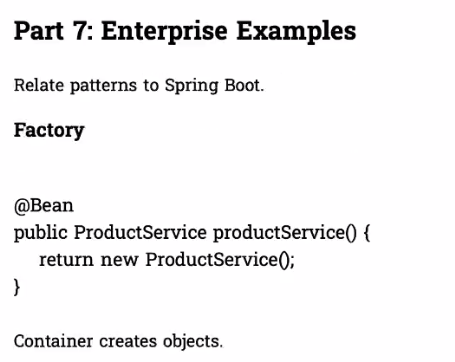 Part 7: Enterprise Examples
Relate patterns to Spring Boot.
Factory
@Bean
public ProductService productService() {
    return new ProductService();
}
Container creates objects.